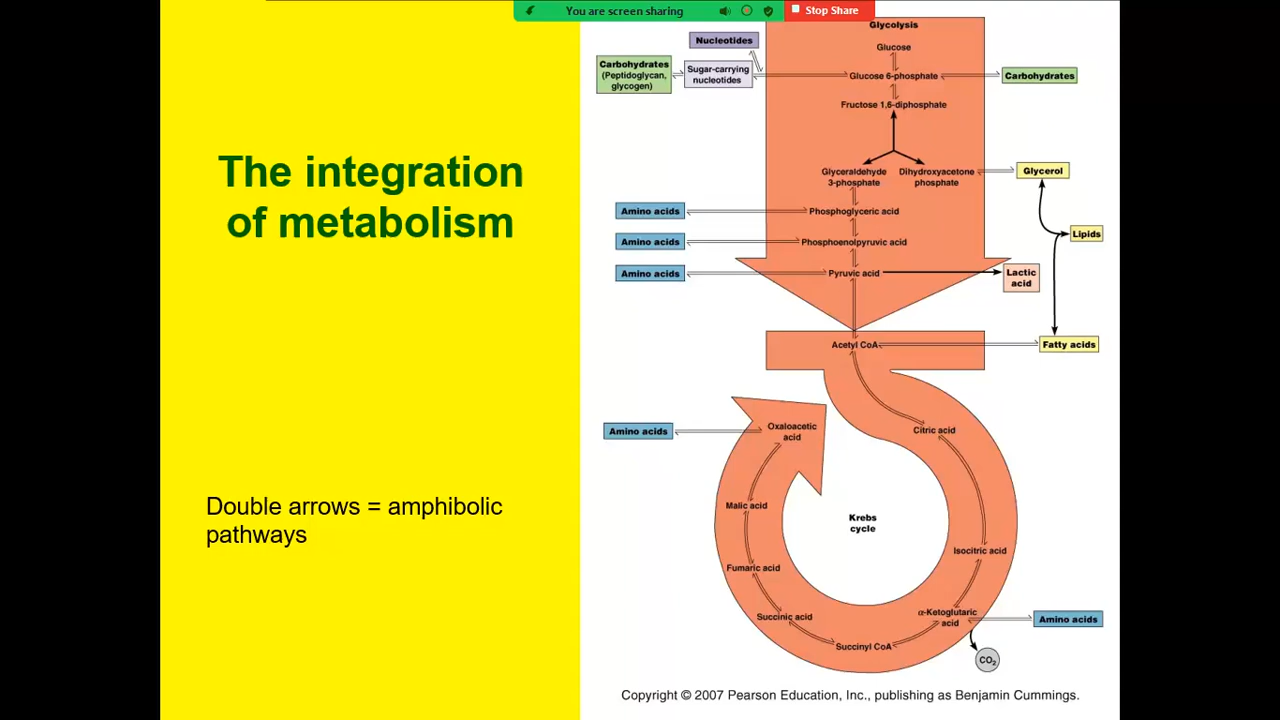 You are screen sharing
Stop Share
The integration
of metabolism
Double arrows = amphibolic
pathways
Glycolysis
Nucleotides
Glucose
Carbohydrates
(Peptidoglycan,
glycogen)
Sugar-carrying
nucleotides
Glucose 6-phosphate
Carbohydrates
Fructose 1,6-diphosphate
Glyceraldehyde
3-phosphate
Dihydroxyacetone
phosphate
Glycerol
Amino acids
Phosphoglyceric acid
Lipids
Amino acids
Phosphoenolpyruvic acid
Amino acids
Pyruvic acid
Lactic
acid
Acetyl CoA
Fatty acids
Amino acids
Oxaloacetic
acid
Citric acid
Malic acid
Krebs
cycle
Isocitric acid
Fumaric acid
Succinic acid
α-Ketoglutaric
acid
Amino acids
Succinyl CoA
CO₂
Copyright © 2007 Pearson Education, Inc., publishing as Benjamin Cummings.